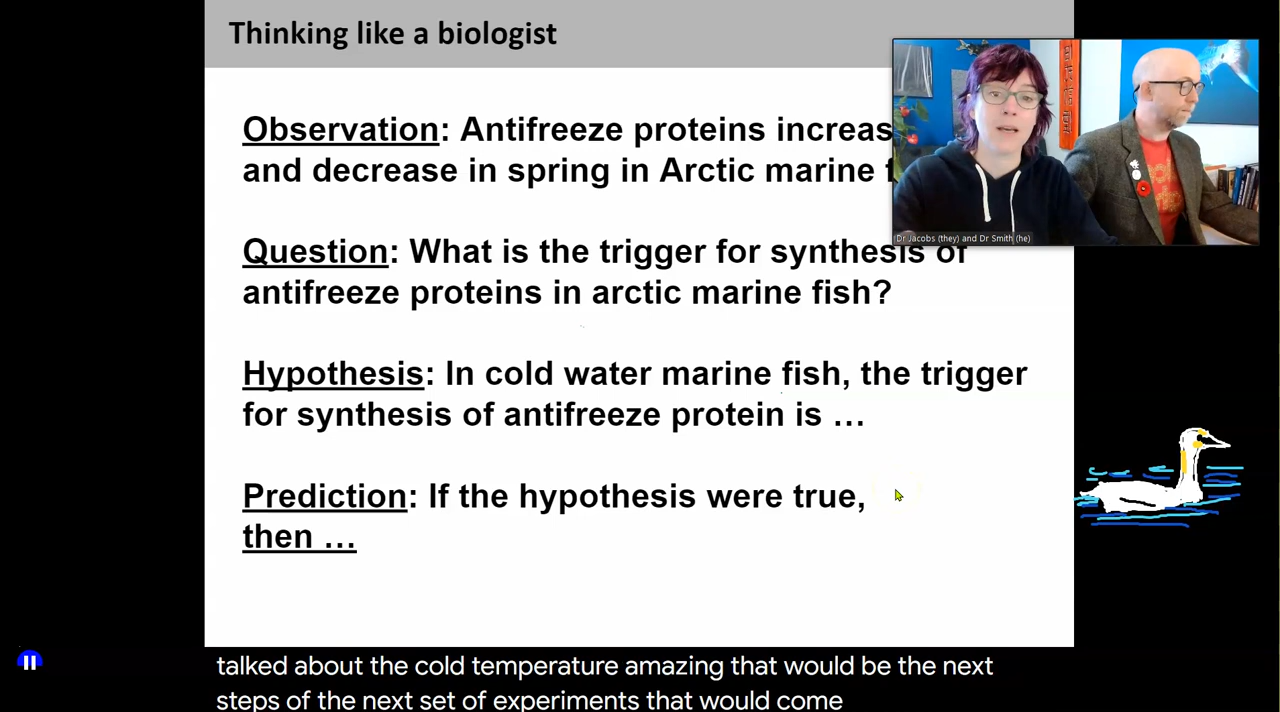 Thinking like a biologist
Observation: Antifreeze proteins increas
and decrease in spring in Arctic marine f
Dr Jacobs (they) and Dr Smith (he)
Question: What is the trigger for synthesis of
antifreeze proteins in arctic marine fish?
Hypothesis: In cold water marine fish, the trigger
for synthesis of antifreeze protein is …
Prediction: If the hypothesis were true,
then …
talked about the cold temperature amazing that would be the next
steps of the next set of experiments that would come